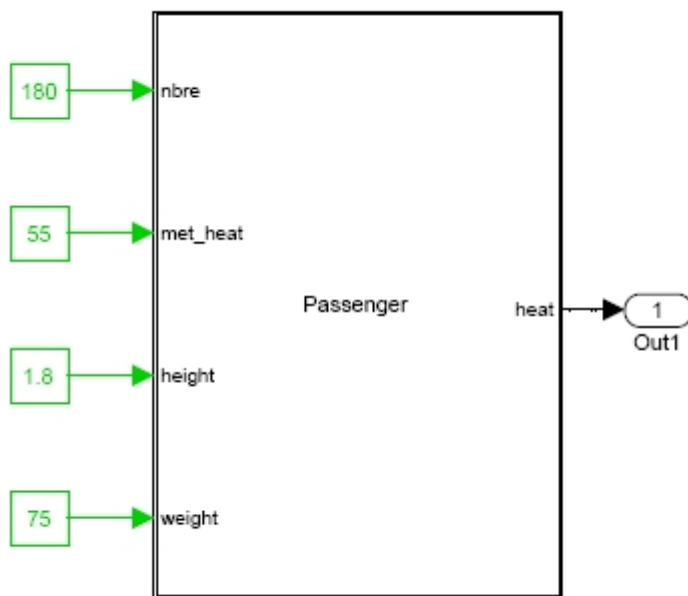 180
nbre
55
met_heat
Passenger
heat
1
Out1
1.8
height
75
weight